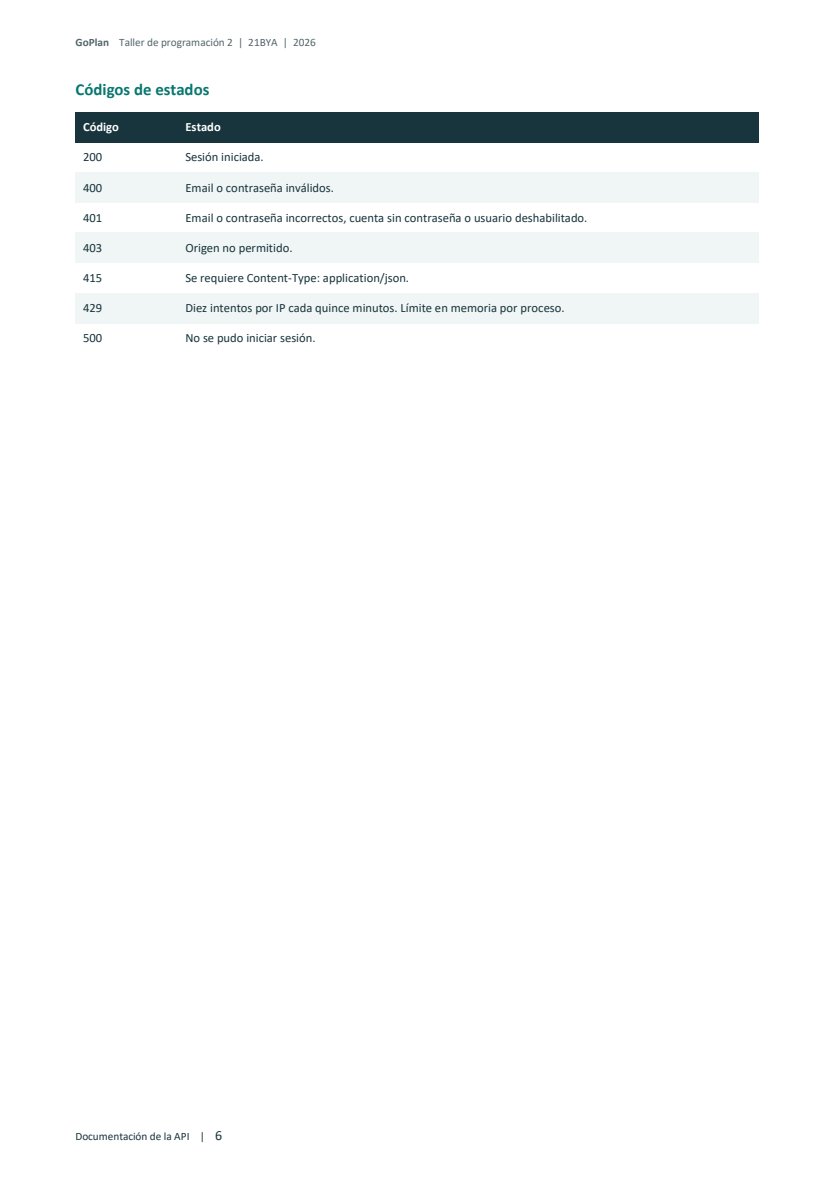 GoPlan Taller de programación 2 | 21BYA | 2026
Códigos de estados
Código Estado
200 Sesión iniciada.
400 Email o contraseña inválidos.
401 Email o contraseña incorrectos, cuenta sin contraseña o usuario deshabilitado.
403 Origen no permitido.
415 Se requiere Content-Type: application/json.
429 Diez intentos por IP cada quince minutos. Límite en memoria por proceso.
500 No se pudo iniciar sesión.
Documentación de la API | 6